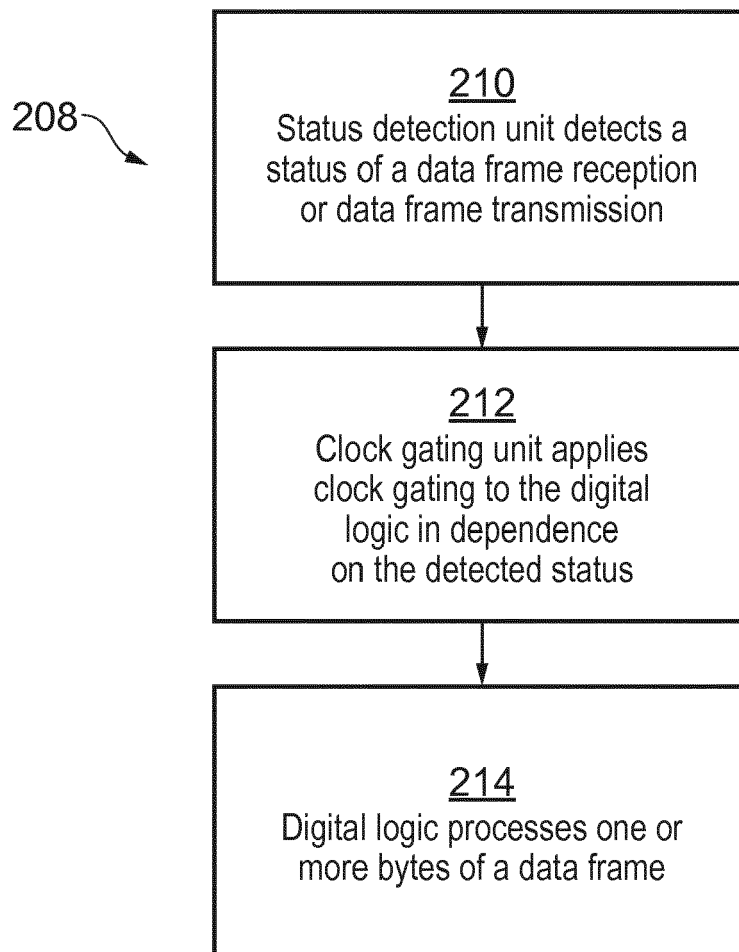 210
Status detection unit detects a
status of a data frame reception
or data frame transmission
208
212
Clock gating unit applies
clock gating to the digital
logic in dependence
on the detected status
214
Digital logic processes one or
more bytes of a data frame